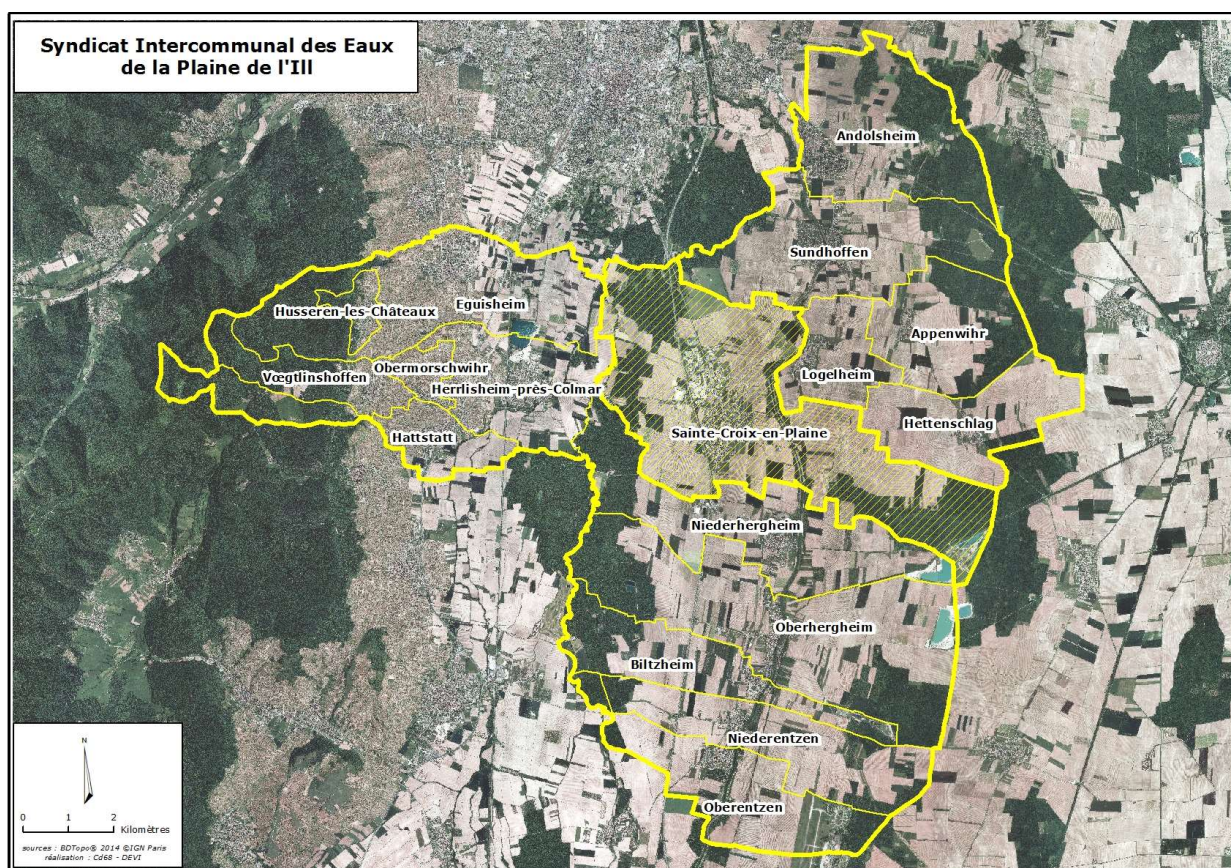 Syndicat Intercommunal des Eaux
de la Plaine de l'Ill
Andolsheim
Sundhoffen
Husseren-les-Châteaux
Eguisheim
Appenwihr
Obermorschwihr
Vœgtlinshoffen
Logelheim
Herrlisheim-près-Colmar
Hettenschlag
Sainte-Croix-en-Plaine
Hattstatt
Niederhergheim
Oberhergheim
Biltzheim
Niederentzen
Oberentzen
N
0 1 2
Kilomètres
sources : BDTopo® 2014 ©IGN Paris
réalisation : Cd68 - DEVI